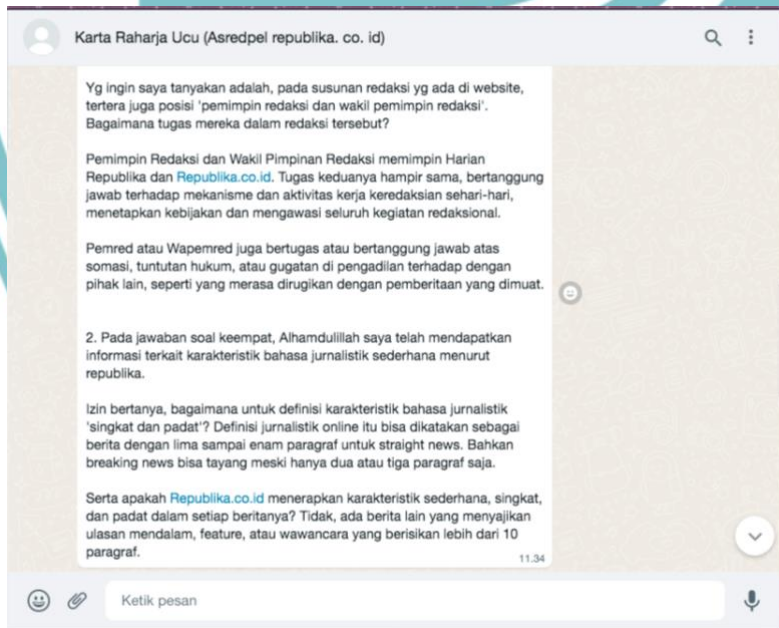 Karta Raharja Ucu (Asredpel republika. co. id)
Yg ingin saya tanyakan adalah, pada susunan redaksi yg ada di website,
tertera juga posisi 'pemimpin redaksi dan wakil pemimpin redaksi'.
Bagaimana tugas mereka dalam redaksi tersebut?
Pemimpin Redaksi dan Wakil Pimpinan Redaksi memimpin Harian
Republika dan Republika.co.id. Tugas keduanya hampir sama, bertanggung
jawab terhadap mekanisme dan aktivitas kerja keredaksian sehari-hari,
menetapkan kebijakan dan mengawasi seluruh kegiatan redaksional.
Pemred atau Wapemred juga bertugas atau bertanggung jawab atas
somasi, tuntutan hukum, atau gugatan di pengadilan terhadap dengan
pihak lain, seperti yang merasa dirugikan dengan pemberitaan yang dimuat.
2. Pada jawaban soal keempat, Alhamdulillah saya telah mendapatkan
informasi terkait karakteristik bahasa jurnalistik sederhana menurut
republika.
Izin bertanya, bagaimana untuk definisi karakteristik bahasa jurnalistik
'singkat dan padat'? Definisi jurnalistik online itu bisa dikatakan sebagai
berita dengan lima sampai enam paragraf untuk straight news. Bahkan
breaking news bisa tayang meski hanya dua atau tiga paragraf saja.
Serta apakah Republika.co.id menerapkan karakteristik sederhana, singkat,
dan padat dalam setiap beritanya? Tidak, ada berita lain yang menyajikan
ulasan mendalam, feature, atau wawancara yang berisikan lebih dari 10
paragraf.
11.34
Ketik pesan